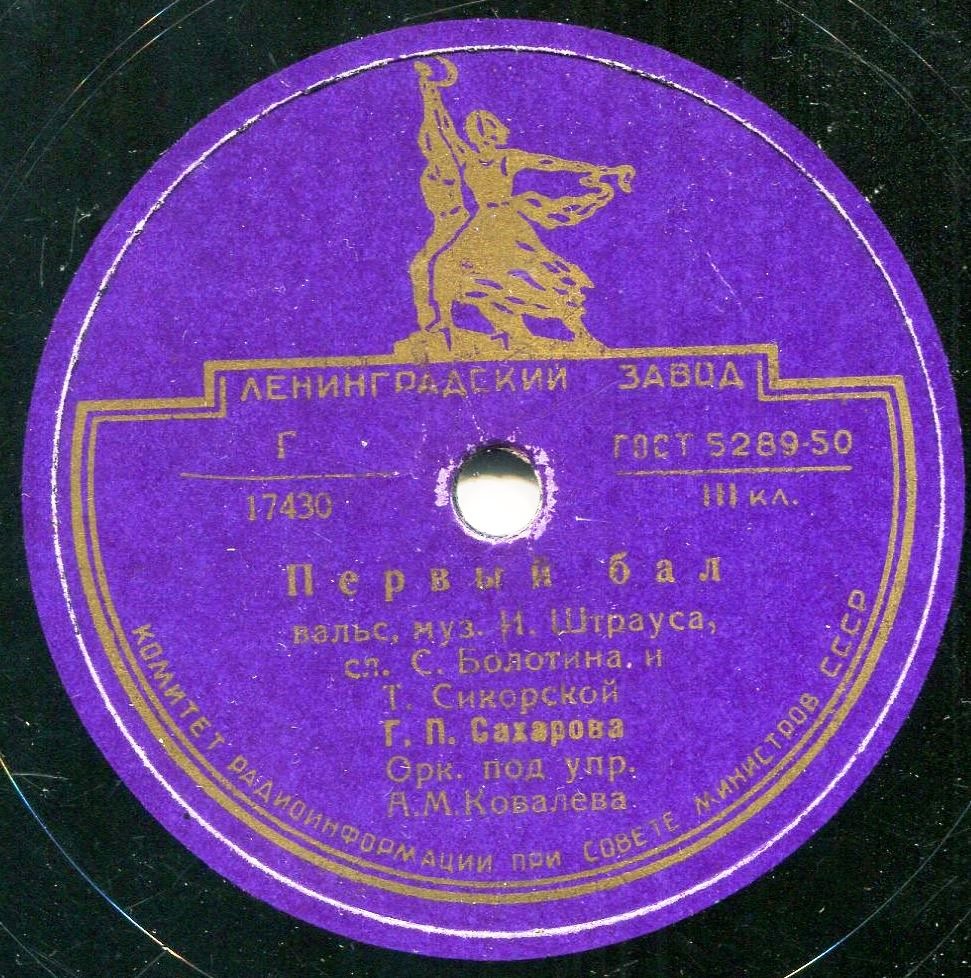 ЛЕНИНГРАДСКИЙ ЗАВОД
Г
17430
ГОСТ 5289-50
III кл.
Первый бал
вальс, муз. И. Штрауса,
сл. С. Болотина. и
Т. Сикорской
Г. П. Сахарова
Орк. под упр.
А.М.Ковалева
КОМИТЕТ РАДИОИНФОРМАЦИИ ПРИ СОВЕТЕ МИНИСТРОВ СССР